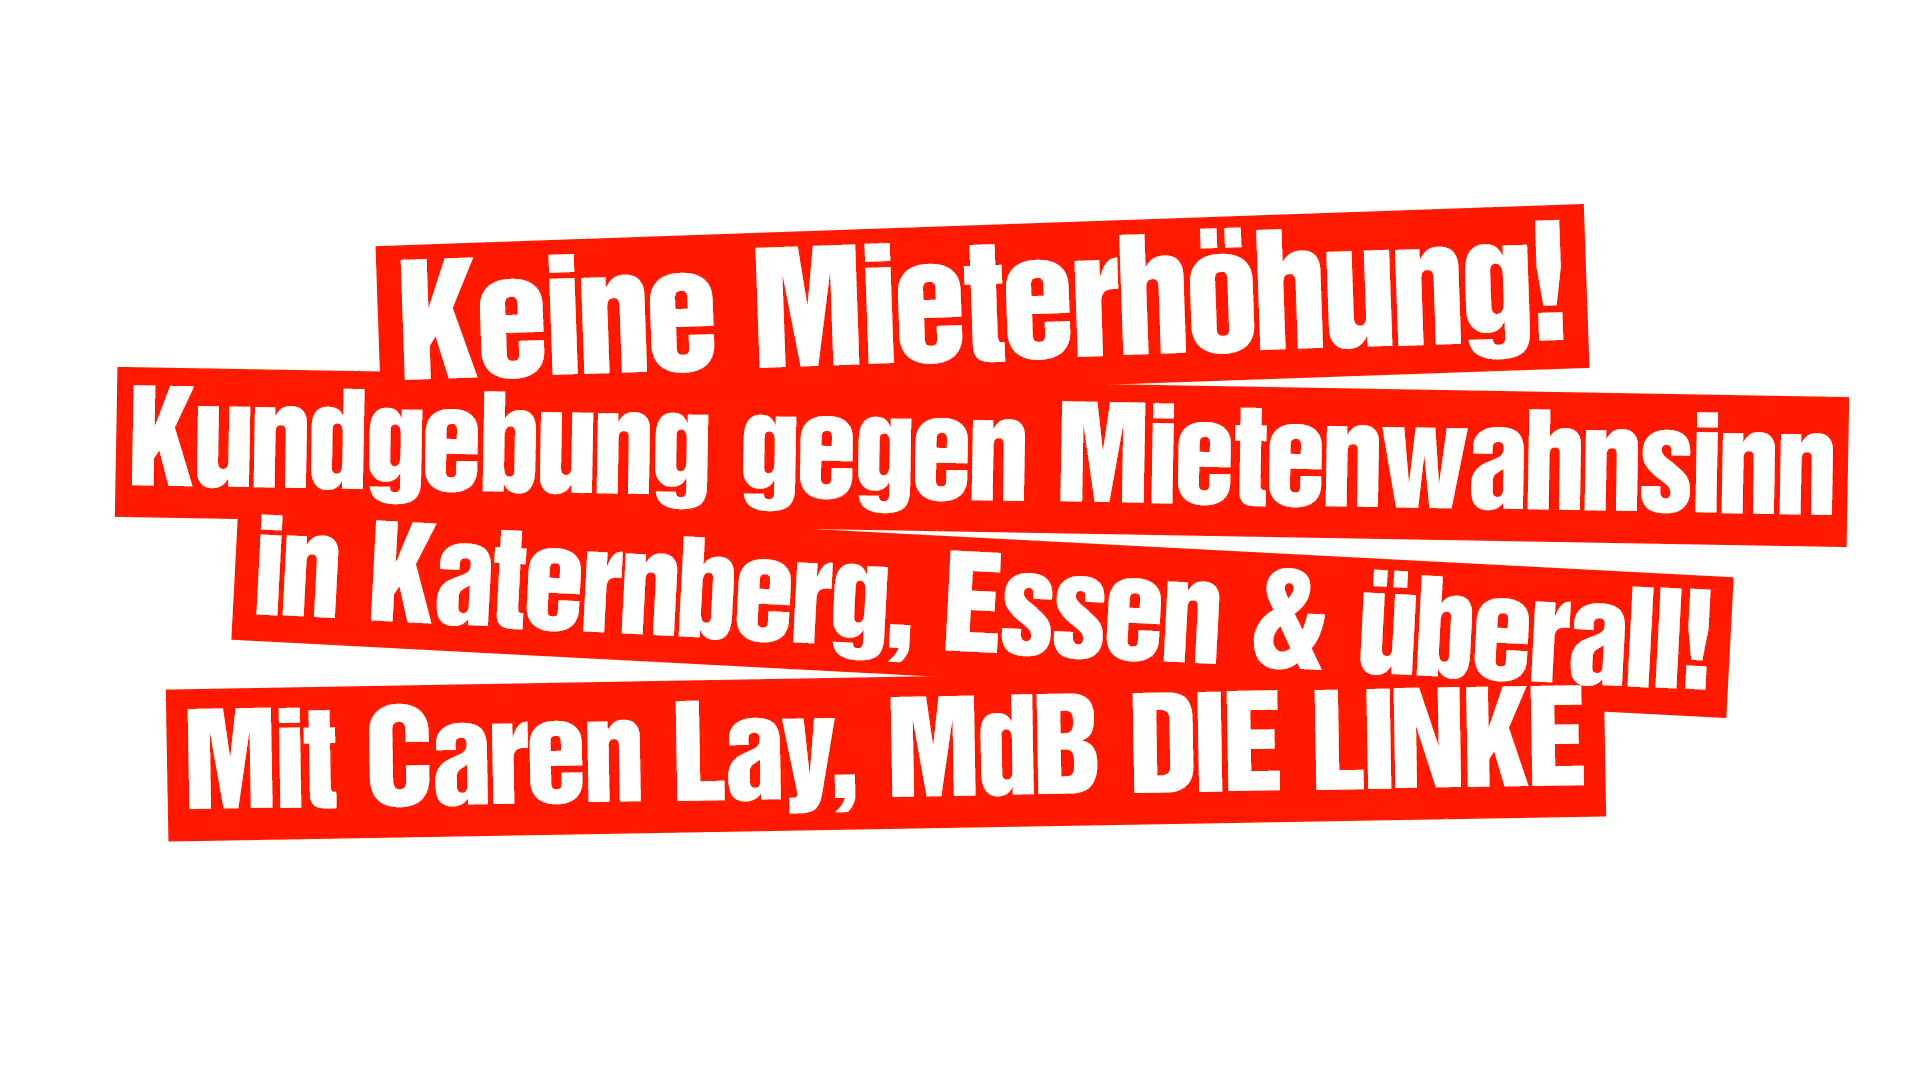 Keine Mieterhöhung!
Kundgebung gegen Mietenwahnsinn
in Katernberg, Essen & überall!
Mit Caren Lay, MdB DIE LINKE